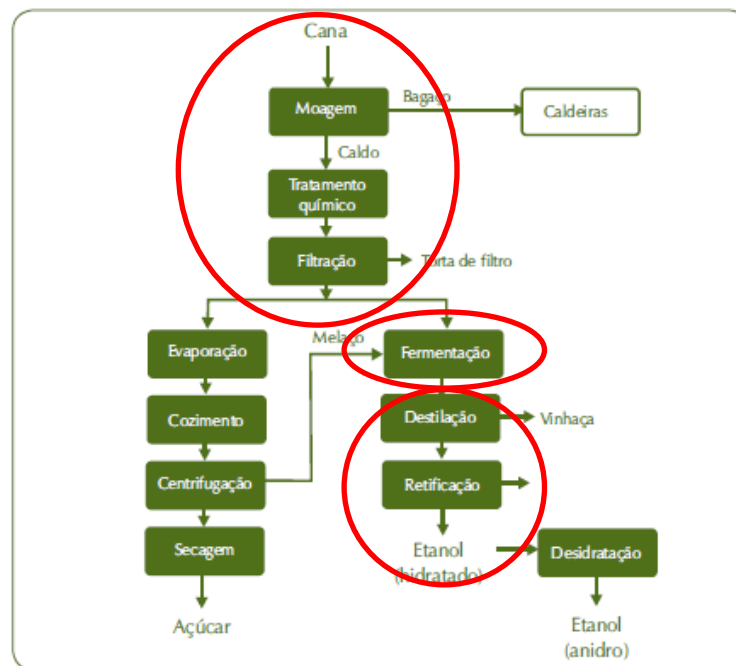 Cana
Moagem
Bagaço
Caldeiras
Caldo
Tratamento
químico
Filtração
Torta de filtro
Evaporação
Melaço
Fermentação
Cozimento
Destilação
Vinhaça
Centrifugação
Retificação
Secagem
Etanol
(hidratado)
Desidratação
Açúcar
Etanol
(anidro)